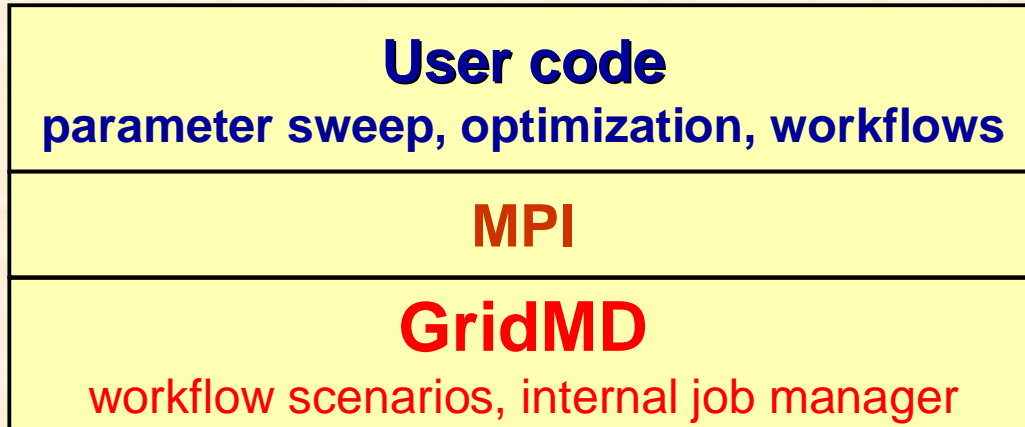 User code
parameter sweep, optimization, workflows
MPI
GridMD
workflow scenarios, internal job manager